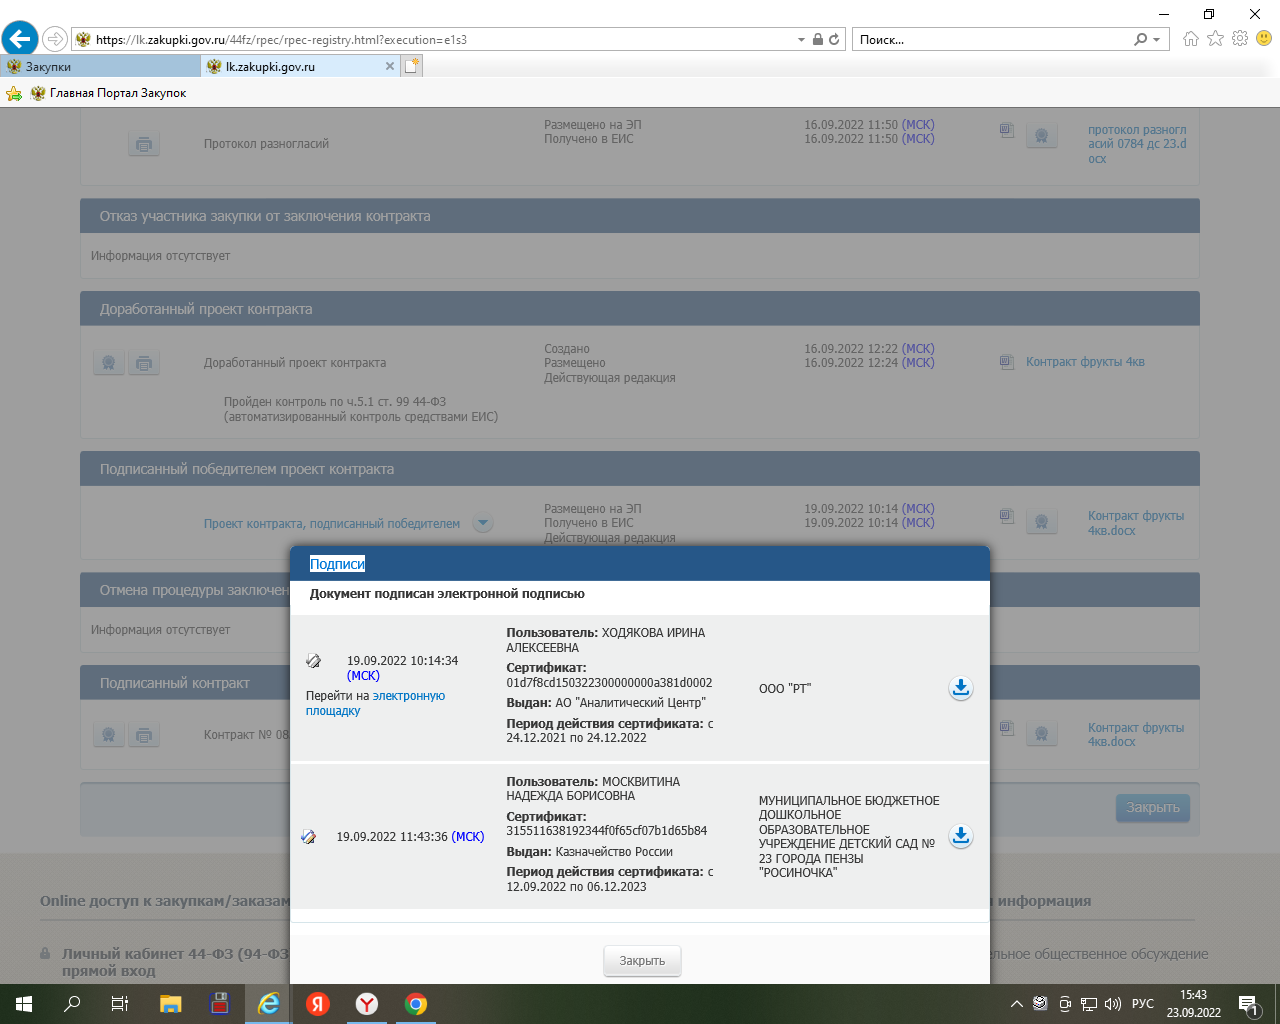 https://lk.zakupki.gov.ru/44fz/rpec/rpec-registry.html?execution=e1s3
Поиск...
Закупки
lk.zakupki.gov.ru
Главная Портал Закупок
Протокол разногласий
Размещено на ЭП
Получено в ЕИС
16.09.2022 11:50 (МСК)
16.09.2022 11:50 (МСК)
протокол разногл
асий 0784 дс 23.d
ocx
Отказ участника закупки от заключения контракта
Информация отсутствует
Доработанный проект контракта
Доработанный проект контракта
Создано
Размещено
Действующая редакция
16.09.2022 12:22 (МСК)
16.09.2022 12:24 (МСК)
Контракт фрукты 4кв
Пройден контроль по ч.5.1 ст. 99 44-ФЗ
(автоматизированный контроль средствами ЕИС)
Подписанный победителем проект контракта
Проект контракта, подписанный победителем
Размещено на ЭП
Получено в ЕИС
Действующая редакция
19.09.2022 10:14 (МСК)
19.09.2022 10:14 (МСК)
Контракт фрукты
4кв.docx
Отмена процедуры заключен
Информация отсутствует
Подписанный контракт
Контракт № 08
Контракт фрукты
4кв.docx
Закрыть
Подписи
Документ подписан электронной подписью
19.09.2022 10:14:34
(МСК)
Перейти на электронную
площадку
Пользователь: ХОДЯКОВА ИРИНА
АЛЕКСЕЕВНА
Сертификат:
01d7f8cd150322300000000a381d0002
Выдан: АО "Аналитический Центр"
Период действия сертификата: с
24.12.2021 по 24.12.2022
ООО "РТ"
19.09.2022 11:43:36 (МСК)
Пользователь: МОСКВИТИНА
НАДЕЖДА БОРИСОВНА
Сертификат:
315511638192344f0f65cf07b1d65b84
Выдан: Казначейство России
Период действия сертификата: с
12.09.2022 по 06.12.2023
МУНИЦИПАЛЬНОЕ БЮДЖЕТНОЕ
ДОШКОЛЬНОЕ
ОБРАЗОВАТЕЛЬНОЕ
УЧРЕЖДЕНИЕ ДЕТСКИЙ САД №
23 ГОРОДА ПЕНЗЫ
"РОСИНОЧКА"
Закрыть
Online доступ к закупкам/заказам
информация
Личный кабинет 44-ФЗ (94-ФЗ
прямой вход
льное общественное обсуждение
РУС
15:43
23.09.2022
1